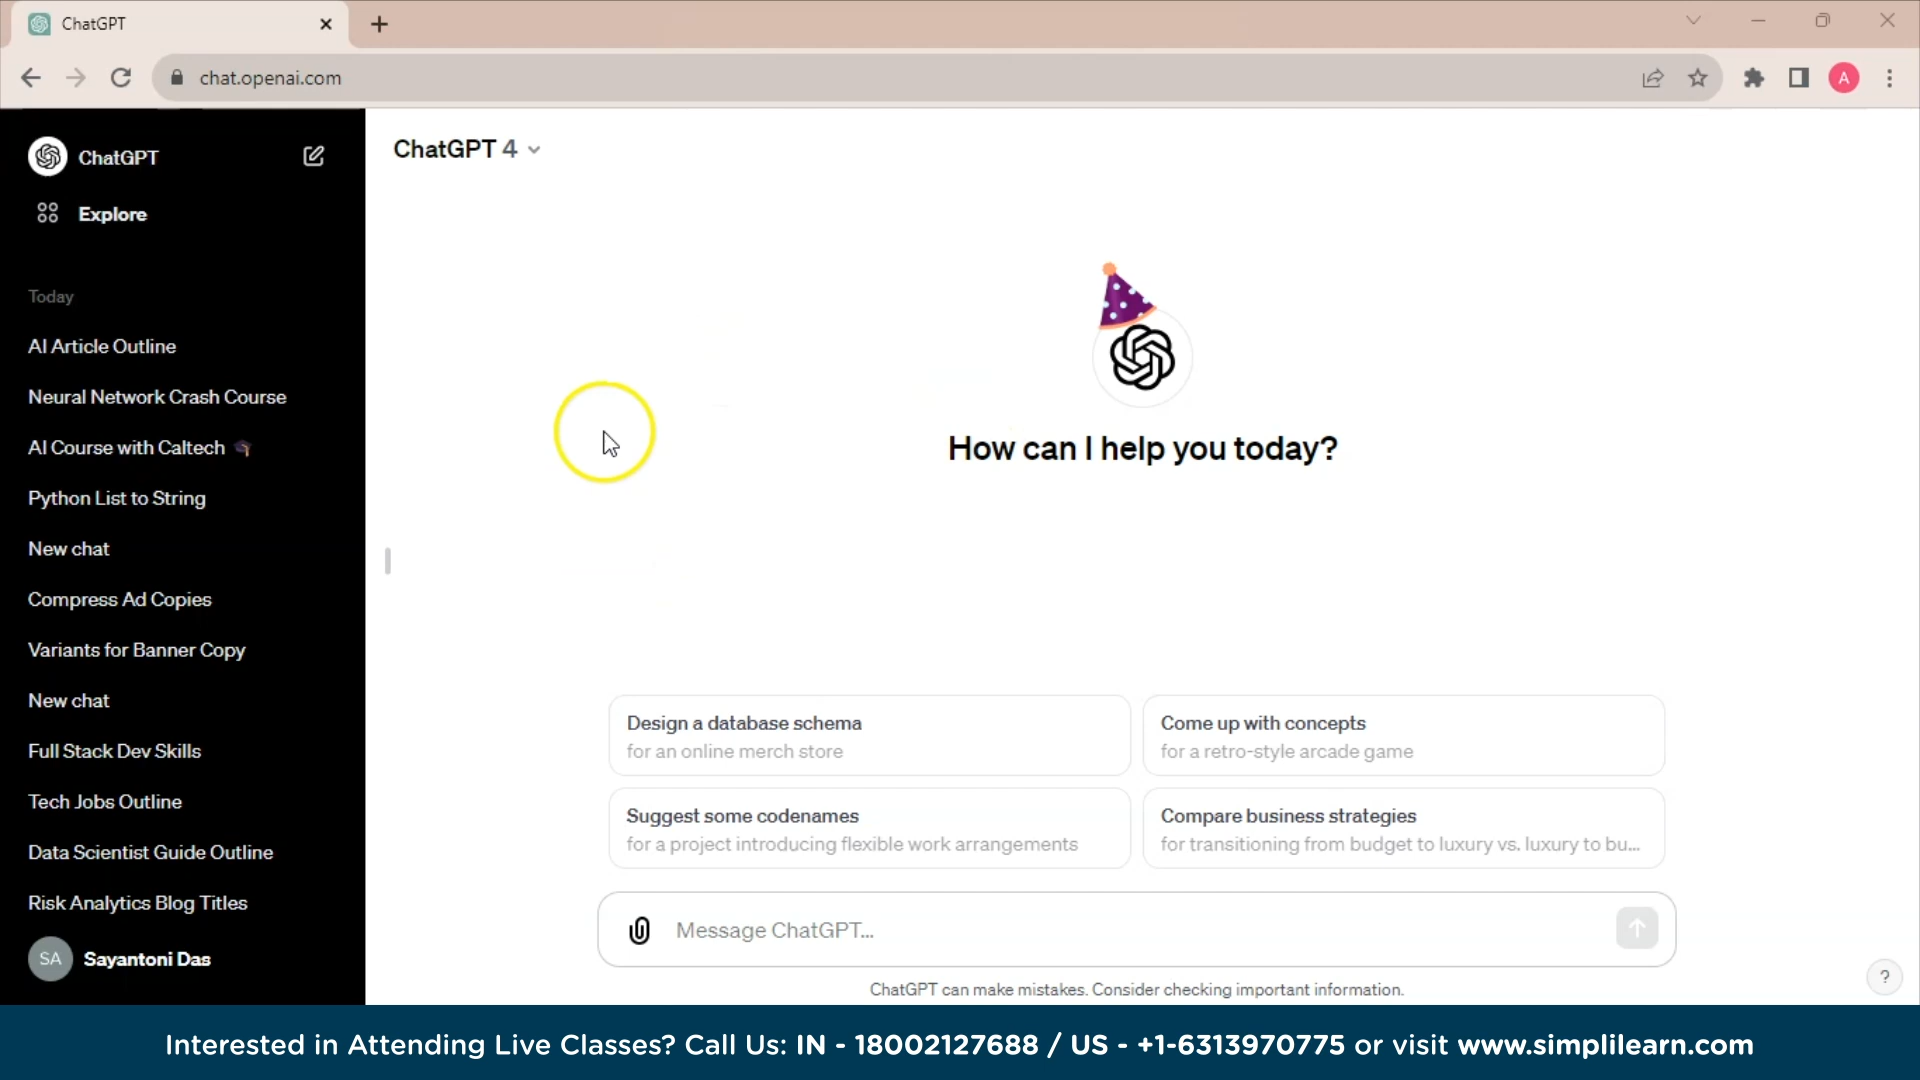 ChatGPT
chat.openai.com
A
ChatGPT
Explore
Today
AI Article Outline
Neural Network Crash Course
AI Course with Caltech
Python List to String
New chat
Compress Ad Copies
Variants for Banner Copy
New chat
Full Stack Dev Skills
Tech Jobs Outline
Data Scientist Guide Outline
Risk Analytics Blog Titles
SA Sayantoni Das
ChatGPT 4
How can I help you today?
Design a database schema
for an online merch store
Come up with concepts
for a retro-style arcade game
Suggest some codenames
for a project introducing flexible work arrangements
Compare business strategies
for transitioning from budget to luxury vs. luxury to bu...
Message ChatGPT...
ChatGPT can make mistakes. Consider checking important information.
?
Interested in Attending Live Classes? Call Us: IN - 18002127688 / US - +1-6313970775 or visit www.simplilearn.com